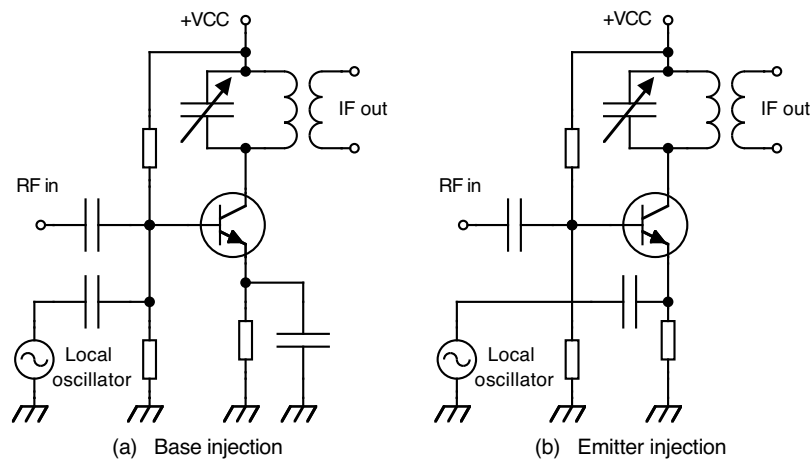 +VCC
IF out
RF in
Local
oscillator
(a) Base injection
+VCC
IF out
RF in
Local
oscillator
(b) Emitter injection